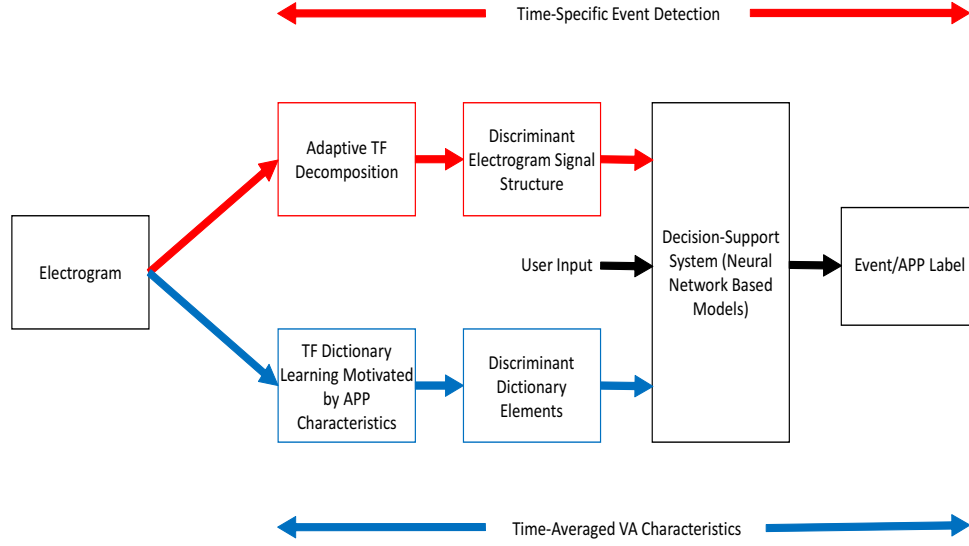 Time-Specific Event Detection
Adaptive TF
Decomposition
Discriminant
Electrogram Signal
Structure
Electrogram
User Input
Decision-Support
System (Neural
Network Based
Models)
Event/APP Label
TF Dictionary
Learning Motivated
by APP
Characteristics
Discriminant
Dictionary
Elements
Time-Averaged VA Characteristics